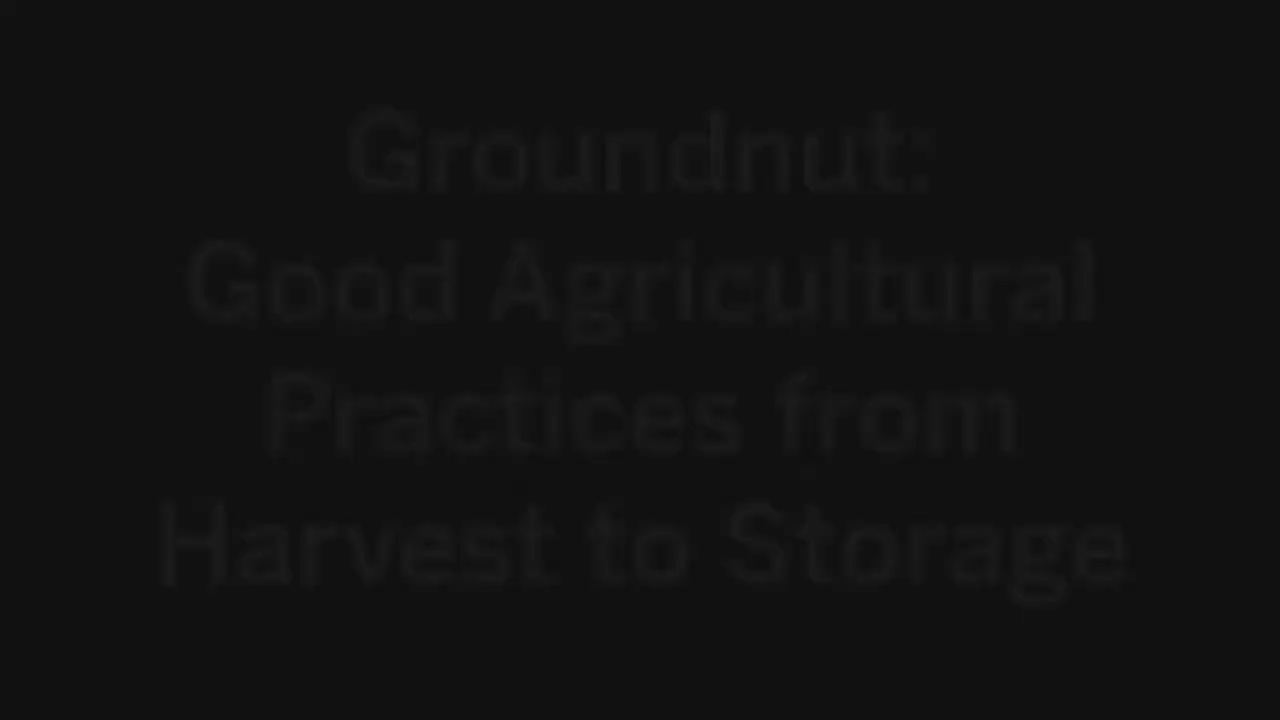 Groundnut:
Good Agricultural
Practices from
Harvest to Storage